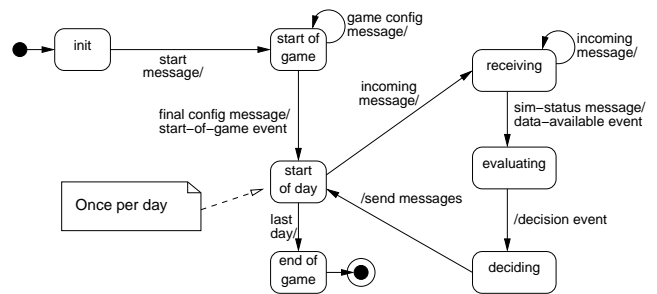 init
start
message/
start of
game
game config
message/
final config message/
start−of−game event
start
of day
Once per day
last
day/
end of
game
incoming
message/
receiving
incoming
message/
sim−status message/
data−available event
evaluating
/decision event
deciding
/send messages